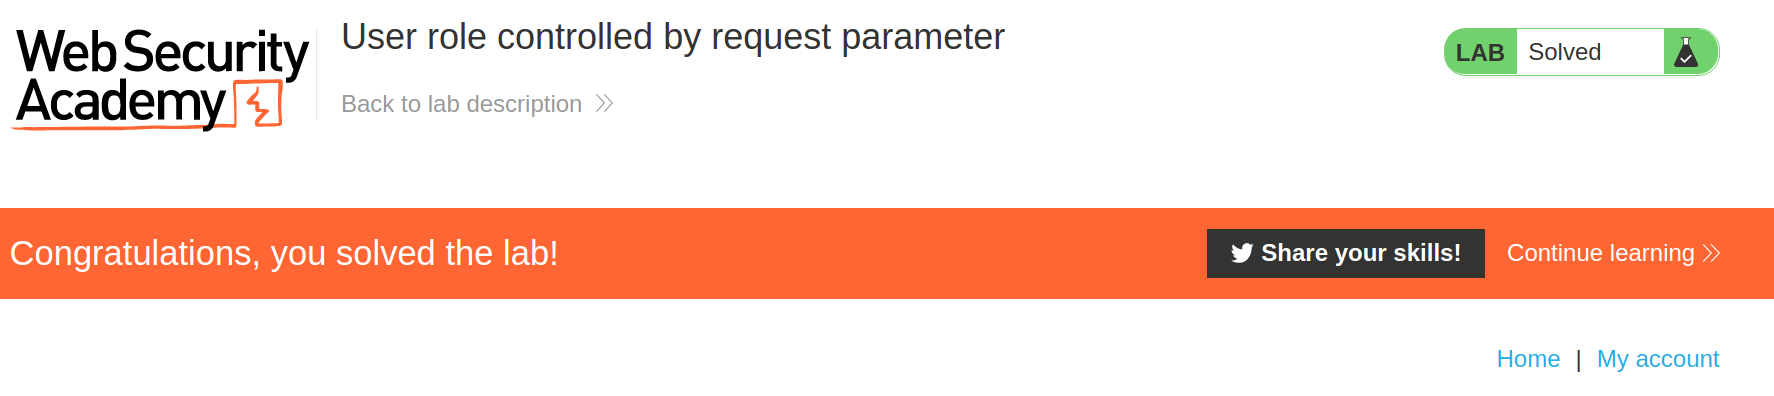 Web Security
Academy
User role controlled by request parameter
Back to lab description
LAB Solved
Congratulations, you solved the lab!
Share your skills!
Continue learning
Home | My account